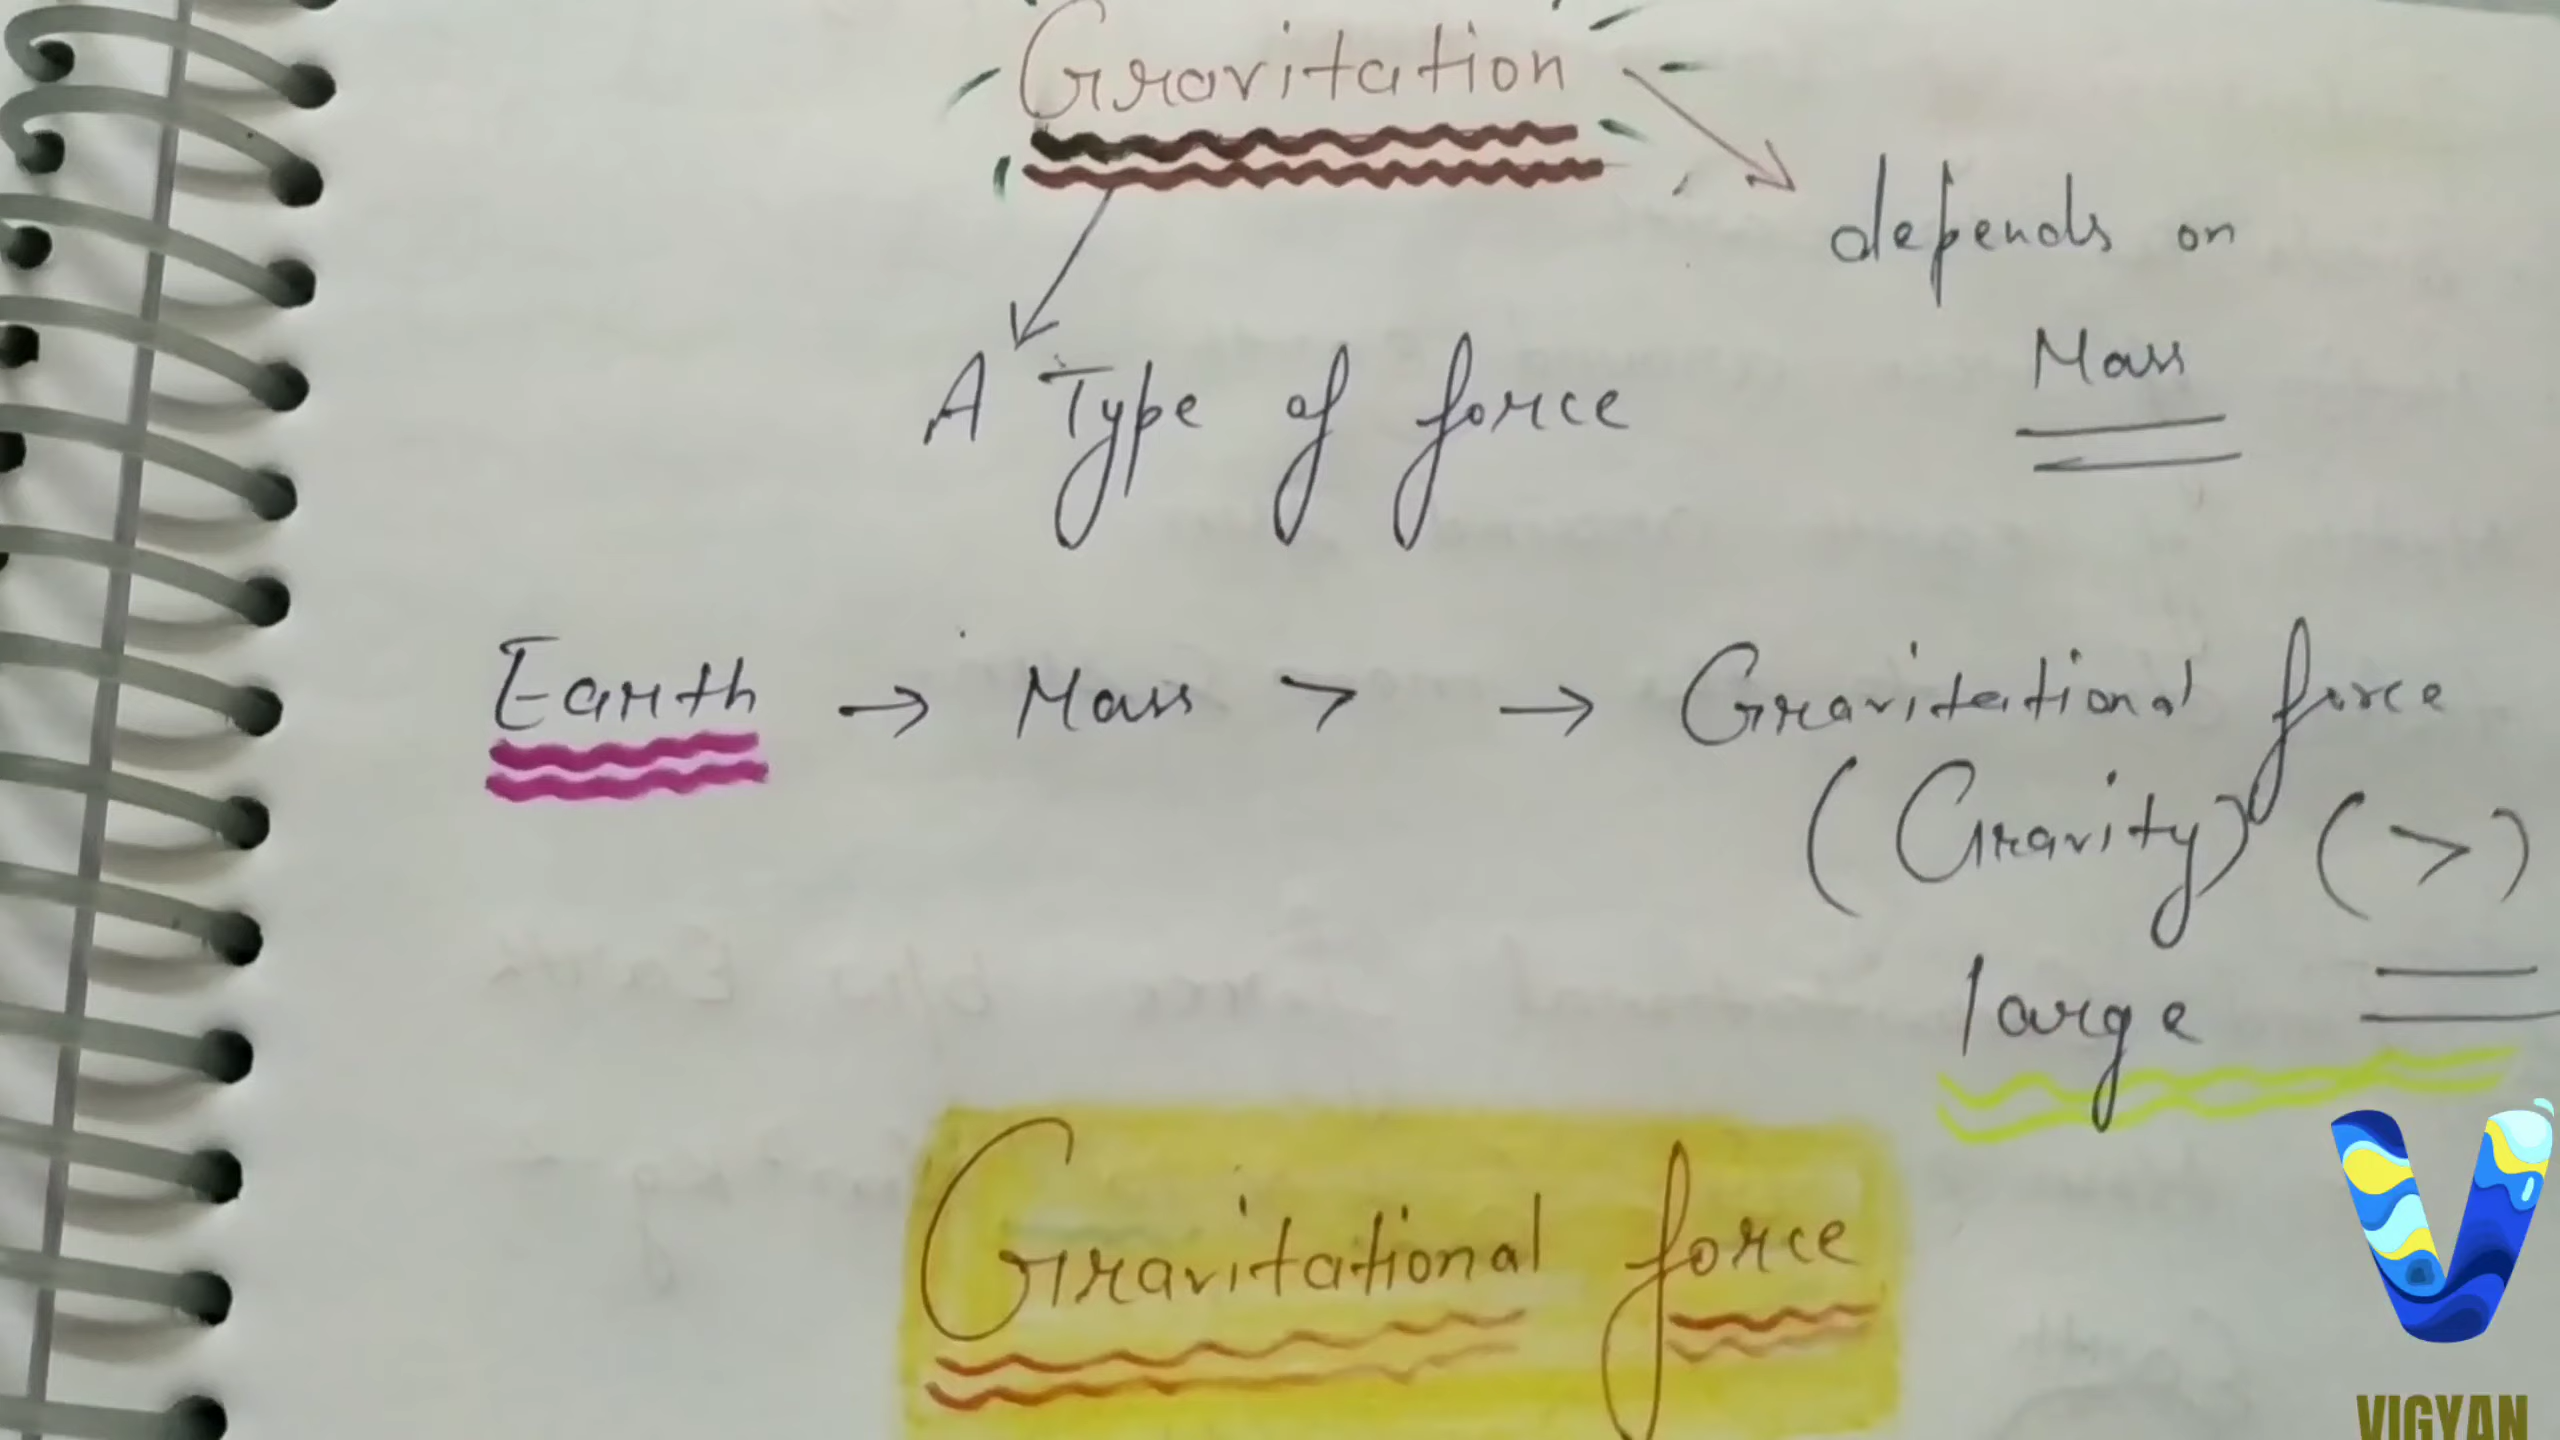 Gravitation
depends on
Mass
A Type of force
Earth → Mass > → Gravitational force
(Gravity) (>)
large
Gravitational force
VIGYAN